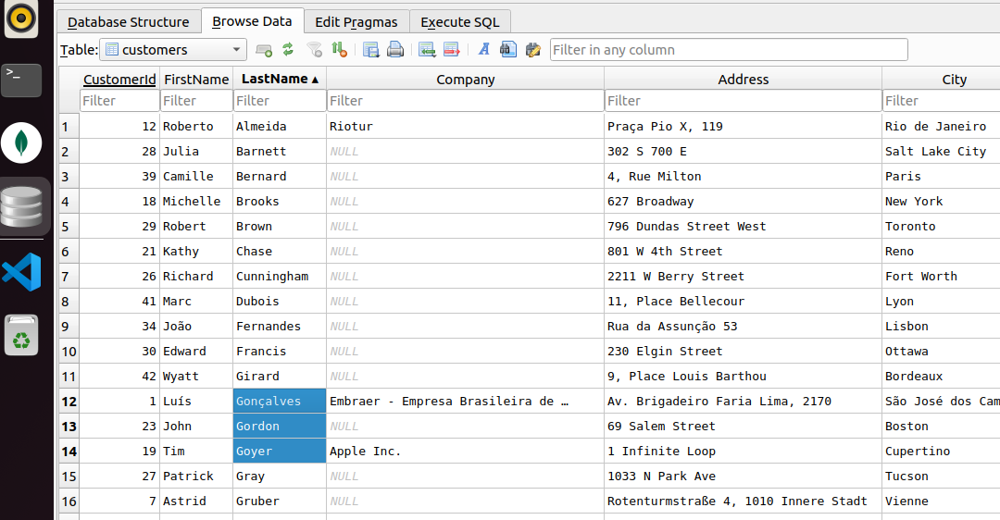 Database Structure Browse Data Edit Pragmas Execute SQL
Table: customers Filter in any column
CustomerId FirstName LastName Company Address City
Filter Filter Filter Filter Filter Filter
1 12 Roberto Almeida Riotur Praça Pio X, 119 Rio de Janeiro
2 28 Julia Barnett NULL 302 S 700 E Salt Lake City
3 39 Camille Bernard NULL 4, Rue Milton Paris
4 18 Michelle Brooks NULL 627 Broadway New York
5 29 Robert Brown NULL 796 Dundas Street West Toronto
6 21 Kathy Chase NULL 801 W 4th Street Reno
7 26 Richard Cunningham NULL 2211 W Berry Street Fort Worth
8 41 Marc Dubois NULL 11, Place Bellecour Lyon
9 34 João Fernandes NULL Rua da Assunção 53 Lisbon
10 30 Edward Francis NULL 230 Elgin Street Ottawa
11 42 Wyatt Girard NULL 9, Place Louis Barthou Bordeaux
12 1 Luís Gonçalves Embraer - Empresa Brasileira de … Av. Brigadeiro Faria Lima, 2170 São José dos Cam
13 23 John Gordon NULL 69 Salem Street Boston
14 19 Tim Goyer Apple Inc. 1 Infinite Loop Cupertino
15 27 Patrick Gray NULL 1033 N Park Ave Tucson
16 7 Astrid Gruber NULL Rotenturmstraße 4, 1010 Innere Stadt Vienne